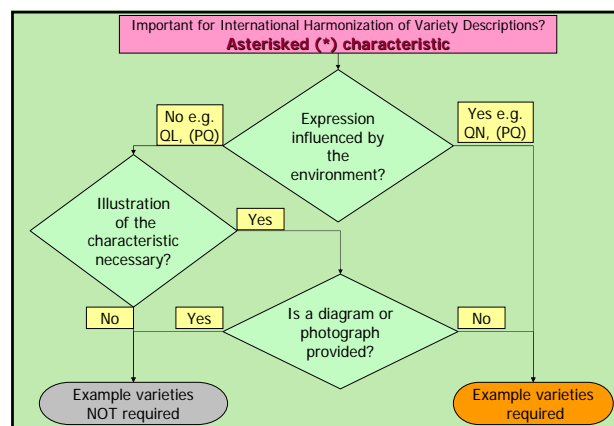 Important for International Harmonization of Variety Descriptions?
Asterisked (*) characteristic
No e.g.
QL, (PQ)
Expression
influenced by
the
environment?
Yes e.g.
QN, (PQ)
Illustration
of the
characteristic
necessary?
Yes
No
Yes
Is a diagram or
photograph
provided?
No
Example varieties
NOT required
Example varieties
required